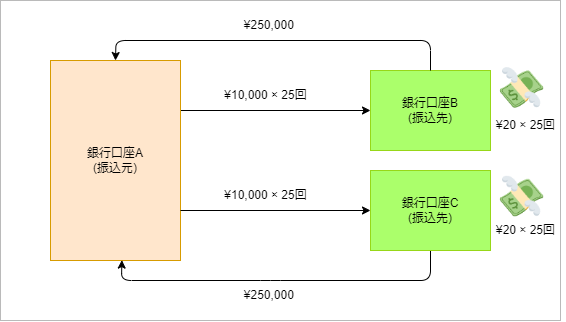 ¥250,000
¥10,000 × 25回
銀行口座A
(振込元)
銀行口座B
(振込先)
¥20 × 25回
¥10,000 × 25回
銀行口座C
(振込先)
¥20 × 25回
¥250,000